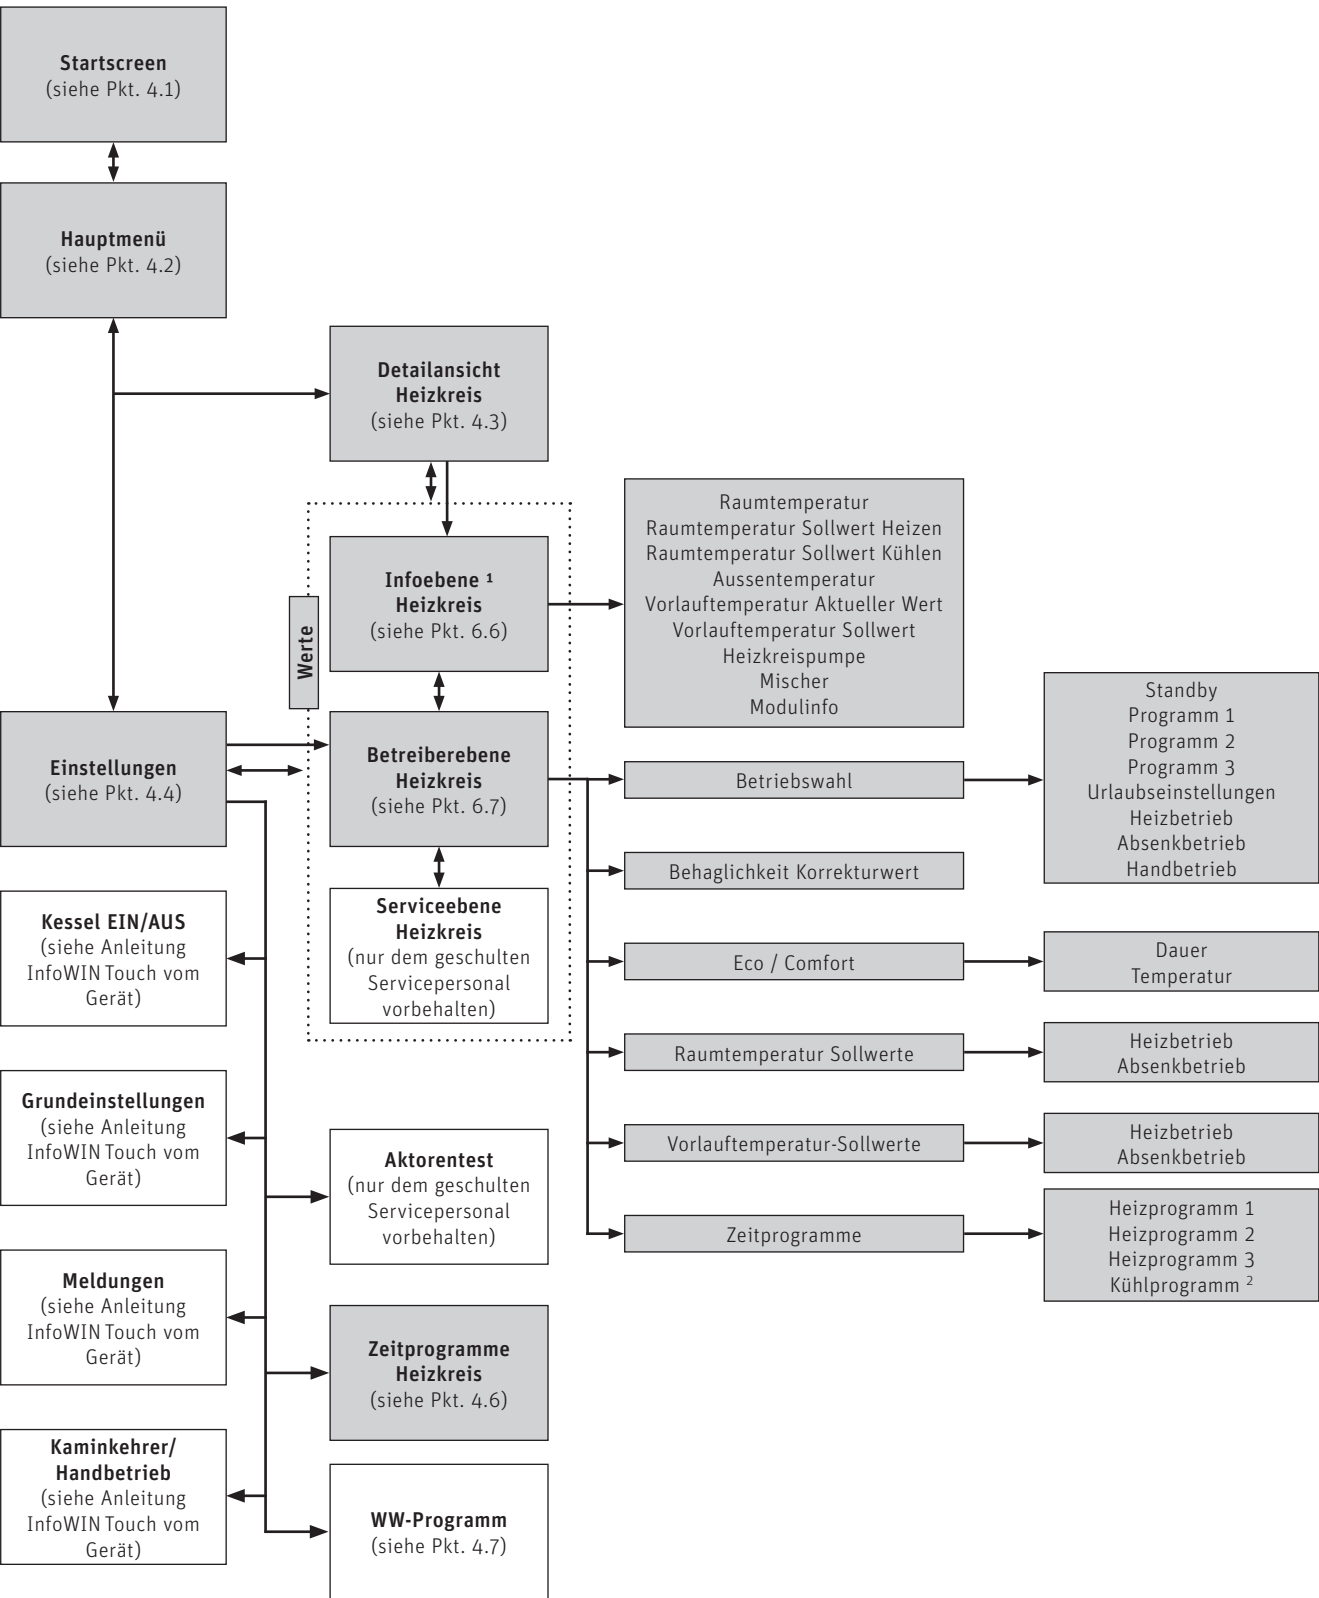 Startscreen
(siehe Pkt. 4.1)
Hauptmenü
(siehe Pkt. 4.2)
Detailansicht
Heizkreis
(siehe Pkt. 4.3)
Werte
Infoebene ¹
Heizkreis
(siehe Pkt. 6.6)
Raumtemperatur
Raumtemperatur Sollwert Heizen
Raumtemperatur Sollwert Kühlen
Aussentemperatur
Vorlauftemperatur Aktueller Wert
Vorlauftemperatur Sollwert
Heizkreispumpe
Mischer
Modulinfo
Einstellungen
(siehe Pkt. 4.4)
Betreiberebene
Heizkreis
(siehe Pkt. 6.7)
Betriebswahl
Standby
Programm 1
Programm 2
Programm 3
Urlaubseinstellungen
Heizbetrieb
Absenkbetrieb
Handbetrieb
Behaglichkeit Korrekturwert
Serviceebene
Heizkreis
(nur dem geschulten
Servicepersonal
vorbehalten)
Eco / Comfort
Dauer
Temperatur
Raumtemperatur Sollwerte
Heizbetrieb
Absenkbetrieb
Vorlauftemperatur-Sollwerte
Heizbetrieb
Absenkbetrieb
Zeitprogramme
Heizprogramm 1
Heizprogramm 2
Heizprogramm 3
Kühlprogramm ²
Kessel EIN/AUS
(siehe Anleitung
InfoWIN Touch vom
Gerät)
Grundeinstellungen
(siehe Anleitung
InfoWIN Touch vom
Gerät)
Aktorentest
(nur dem geschulten
Servicepersonal
vorbehalten)
Meldungen
(siehe Anleitung
InfoWIN Touch vom
Gerät)
Zeitprogramme
Heizkreis
(siehe Pkt. 4.6)
Kaminkehrer/
Handbetrieb
(siehe Anleitung
InfoWIN Touch vom
Gerät)
WW-Programm
(siehe Pkt. 4.7)